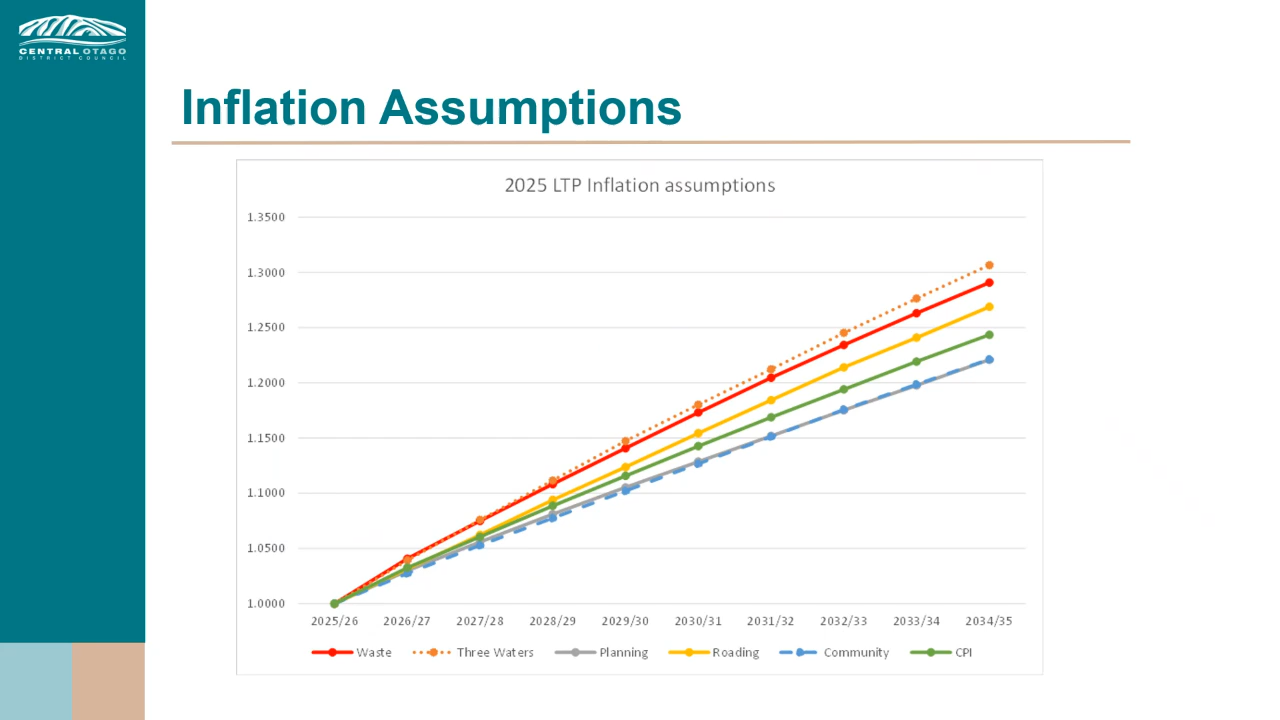 CENTRAL OTAGO
DISTRICT COUNCIL
Inflation Assumptions
2025 LTP Inflation assumptions
1.3500
1.3000
1.2500
1.2000
1.1500
1.1000
1.0500
1.0000
2025/26 2026/27 2027/28 2028/29 2029/30 2030/31 2031/32 2032/33 2033/34 2034/35
Waste Three Waters Planning Roading Community CPI